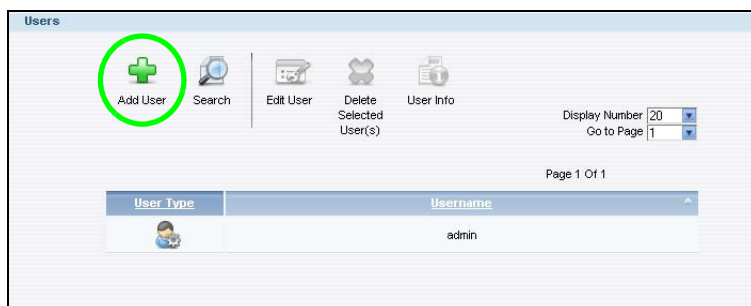 Users
Add User
Search
Edit User
Delete
Selected
User(s)
User Info
Display Number 20
Go to Page 1
Page 1 Of 1
User Type
Username
admin